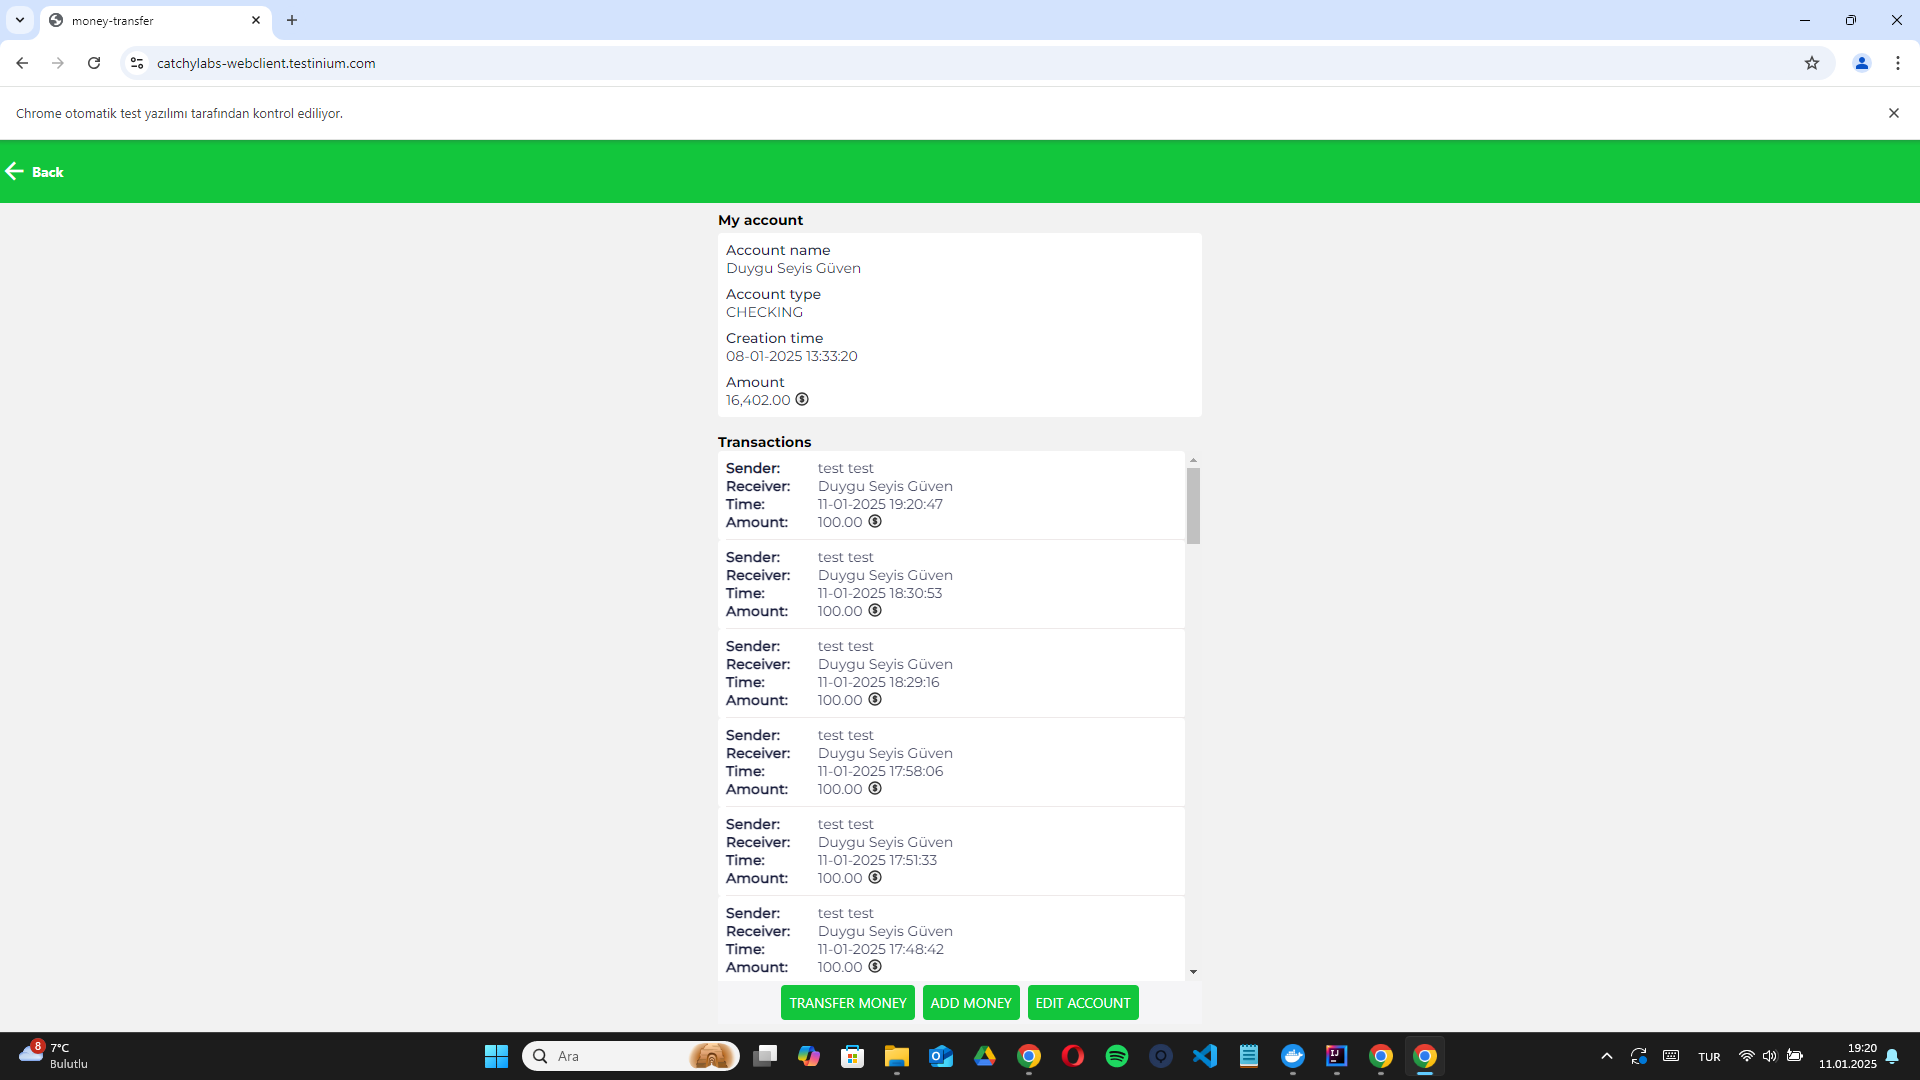 money-transfer
catchylabs-webclient.testinium.com
Chrome otomatik test yazılımı tarafından kontrol ediliyor.
Back
My account
Account name
Duygu Seyis Güven
Account type
CHECKING
Creation time
08-01-2025 13:33:20
Amount
16,402.00
Transactions
Sender: test test
Receiver: Duygu Seyis Güven
Time: 11-01-2025 19:20:47
Amount: 100.00
Sender: test test
Receiver: Duygu Seyis Güven
Time: 11-01-2025 18:30:53
Amount: 100.00
Sender: test test
Receiver: Duygu Seyis Güven
Time: 11-01-2025 18:29:16
Amount: 100.00
Sender: test test
Receiver: Duygu Seyis Güven
Time: 11-01-2025 17:58:06
Amount: 100.00
Sender: test test
Receiver: Duygu Seyis Güven
Time: 11-01-2025 17:51:33
Amount: 100.00
Sender: test test
Receiver: Duygu Seyis Güven
Time: 11-01-2025 17:48:42
Amount: 100.00
TRANSFER MONEY ADD MONEY EDIT ACCOUNT
8
7°C
Bulutlu
Ara
TUR
19:20
11.01.2025